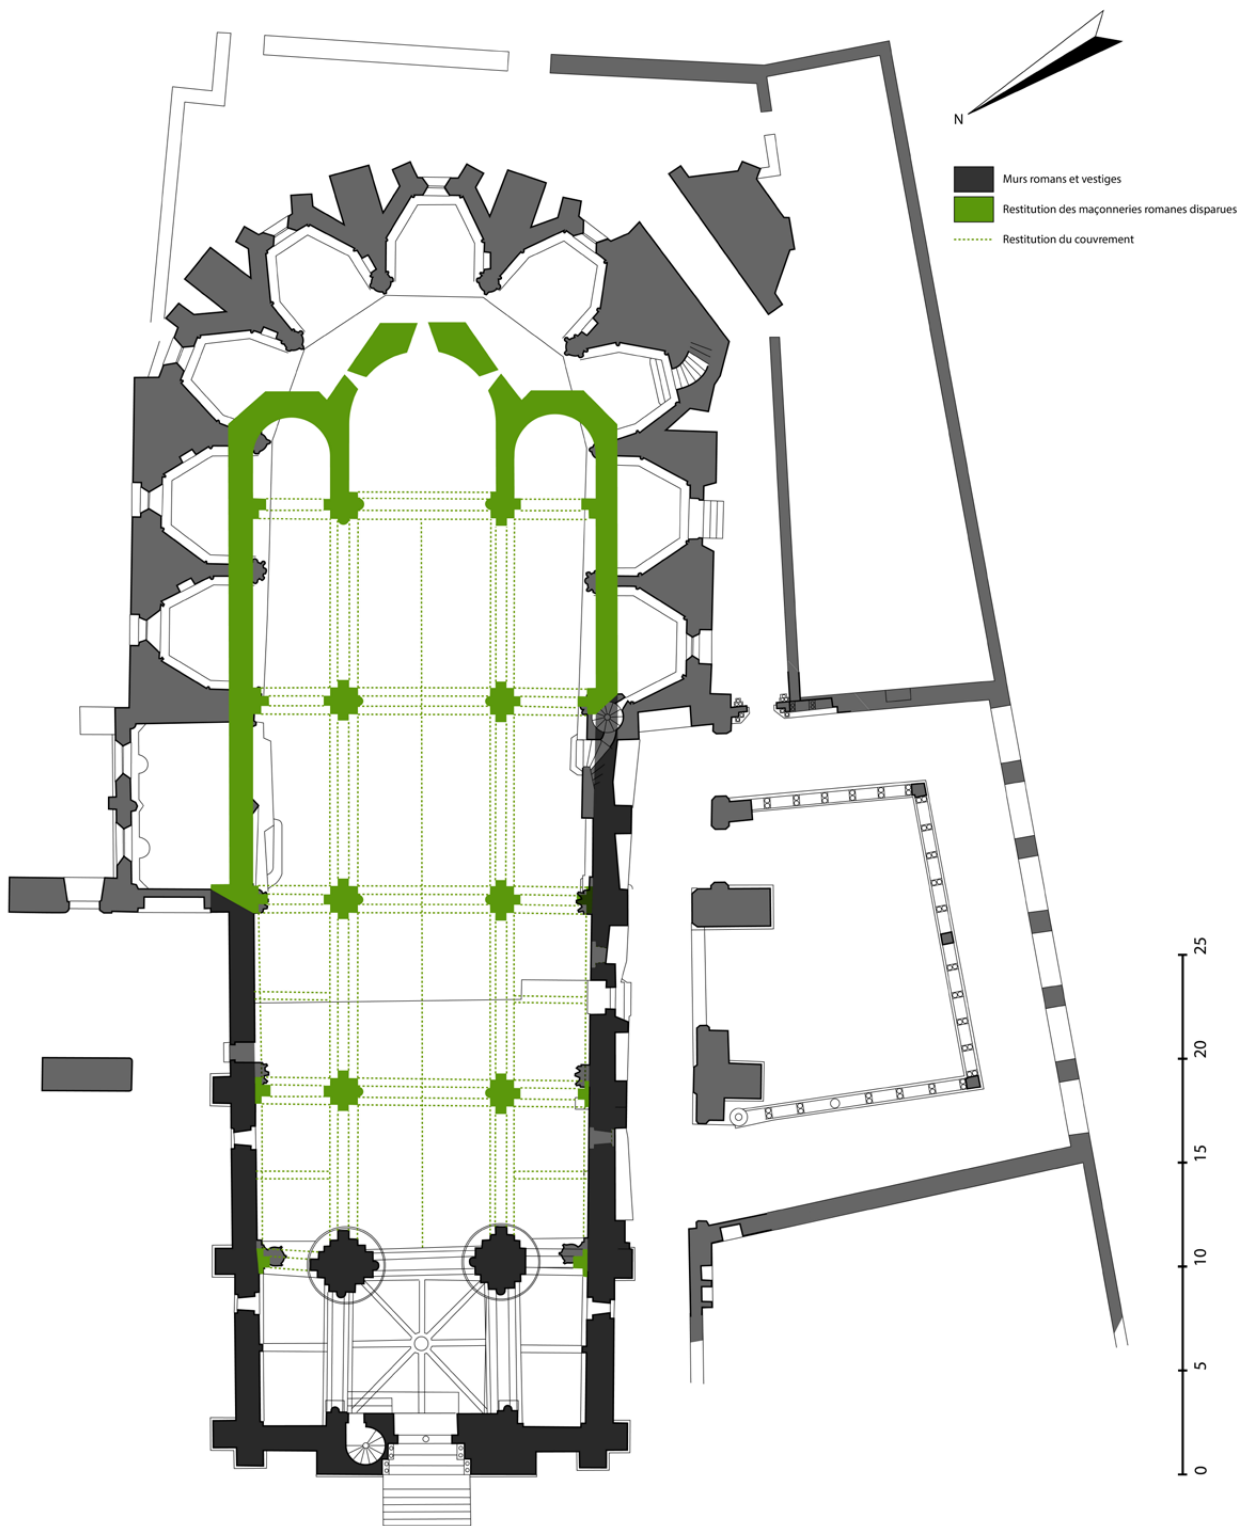 N
Murs romans et vestiges
Restitution des maçonneries romanes disparues
Restitution du couvrement
25
20
15
10
5
0